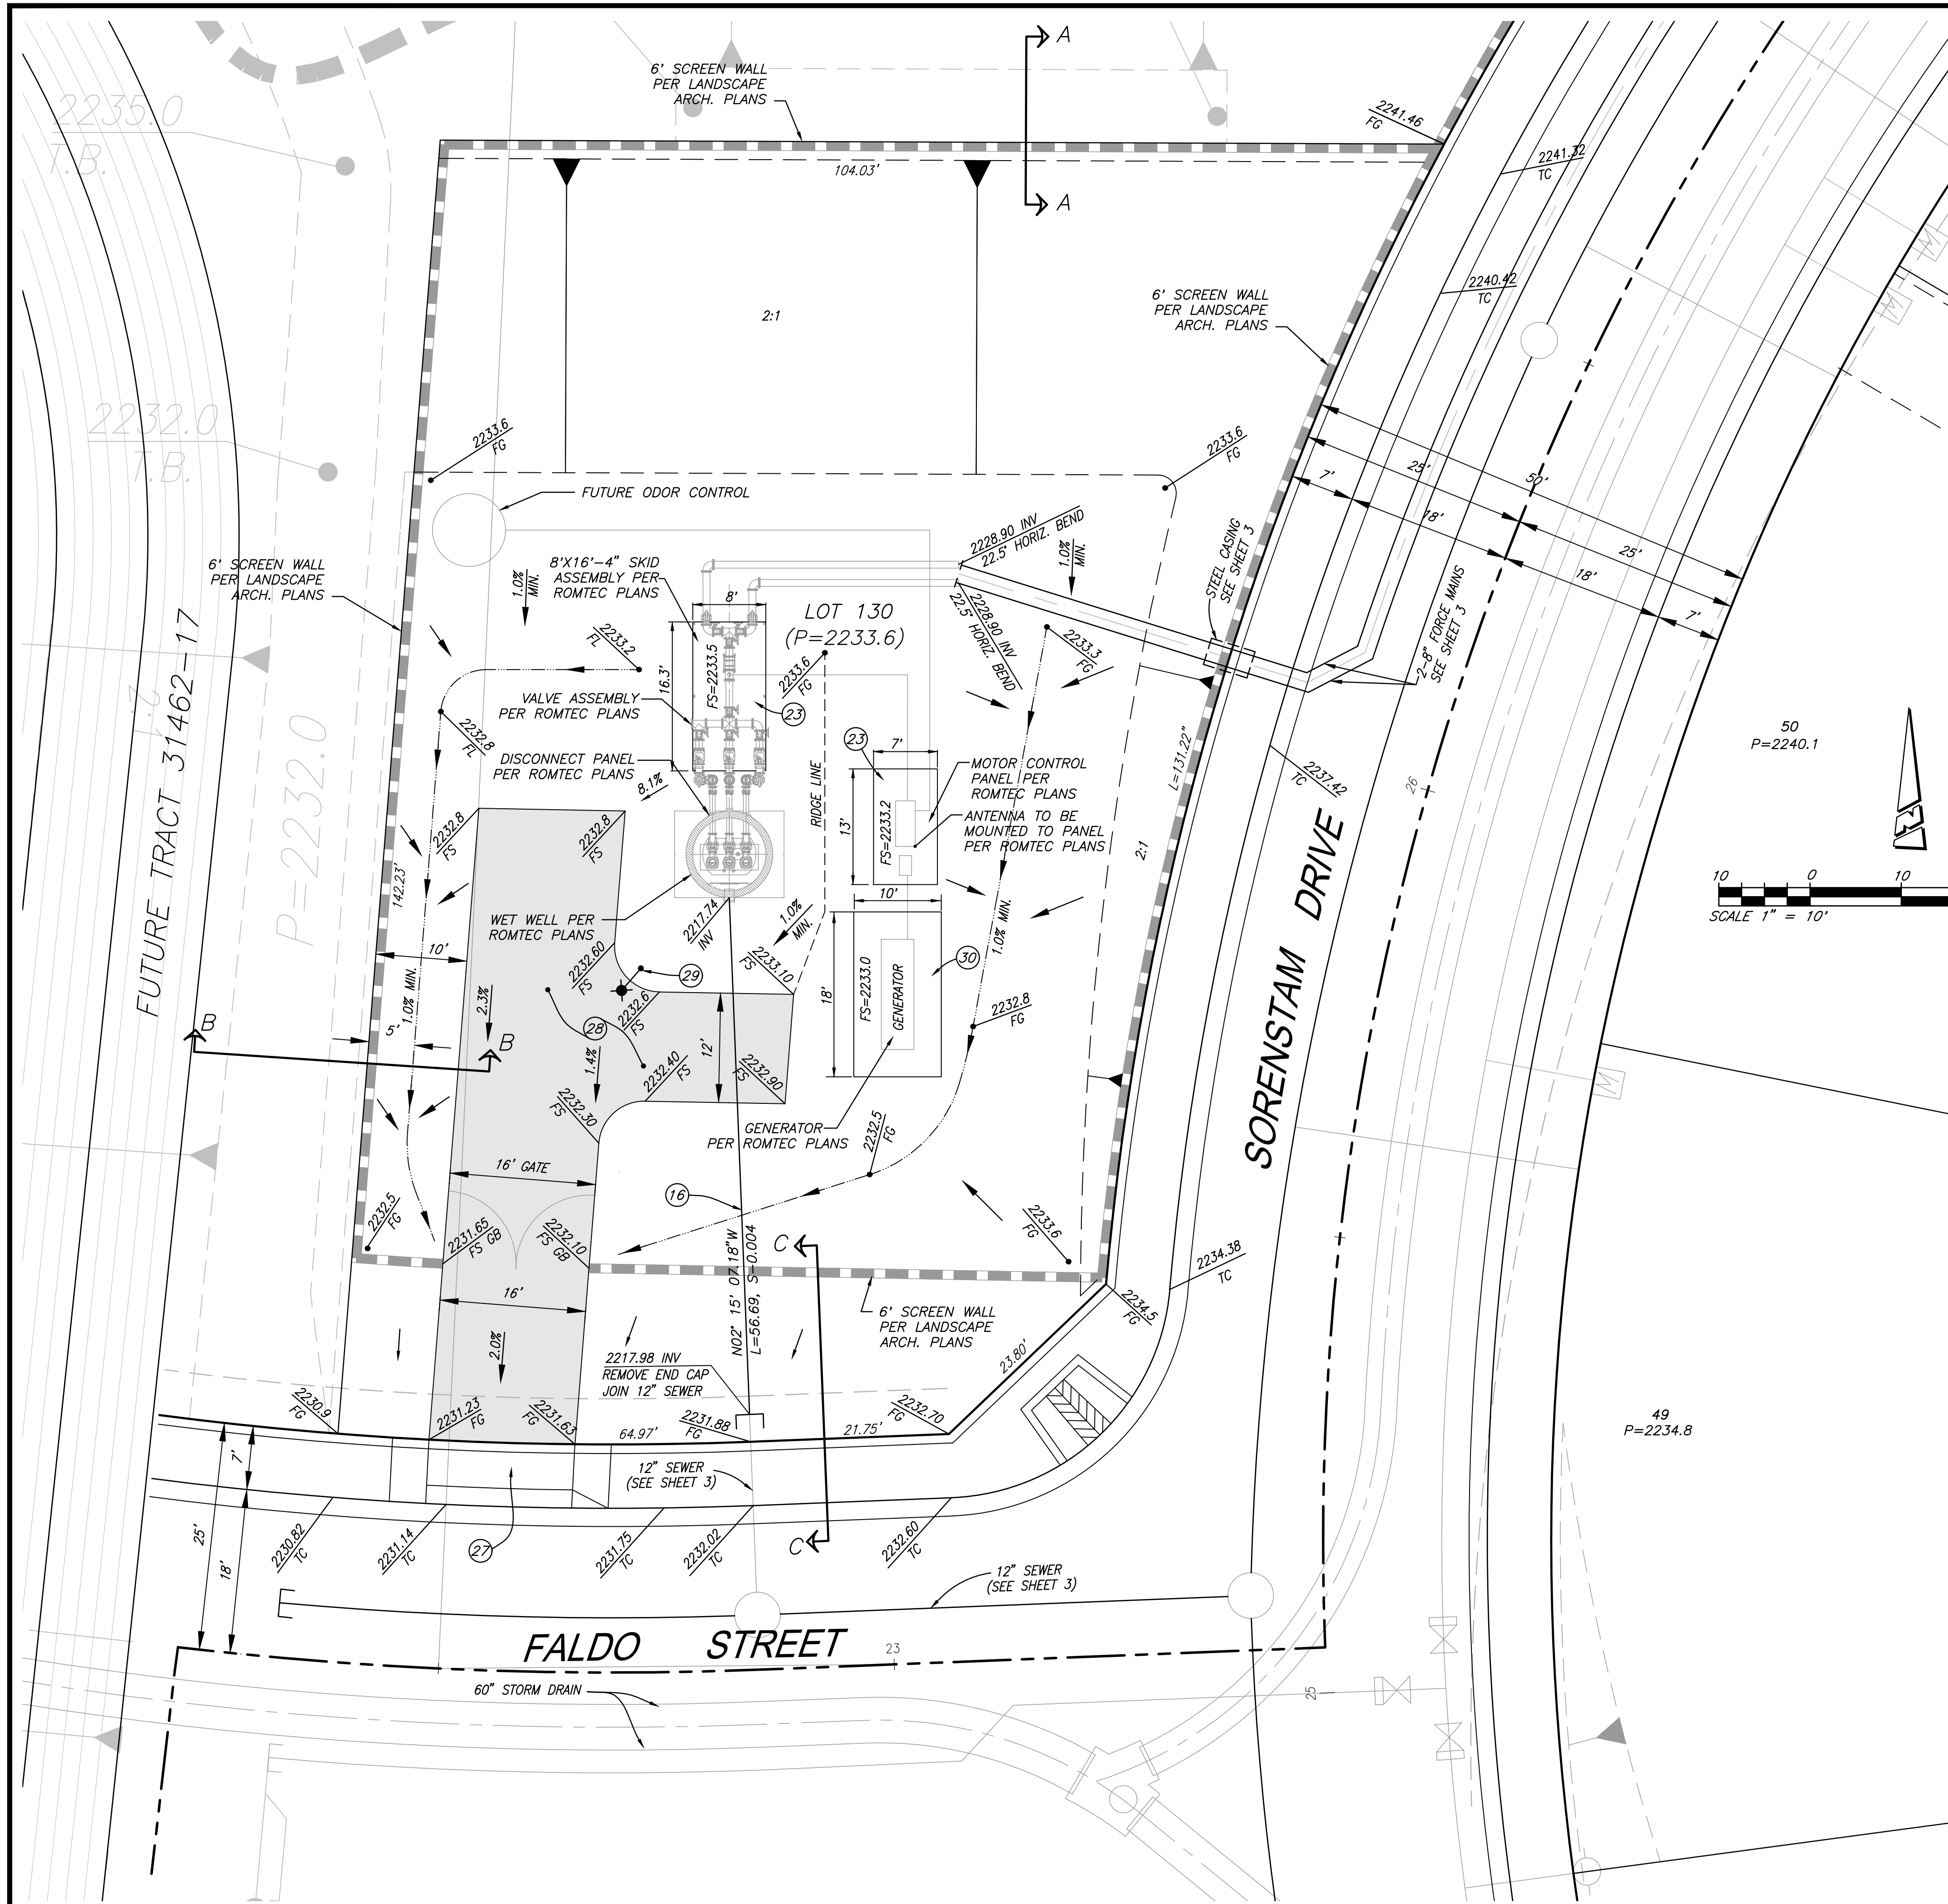 A
A
6' SCREEN WALL
PER LANDSCAPE
ARCH. PLANS
2235.0
T.B.
104.03'
2241.46
FG
2241.32
TC
2240.42
TC
2:1
6' SCREEN WALL
PER LANDSCAPE
ARCH. PLANS
2232.0
T.B.
2233.6
FG
2233.6
FG
FUTURE ODOR CONTROL
7'
25'
50'
18'
25'
18'
7'
6' SCREEN WALL
PER LANDSCAPE
ARCH. PLANS
1.0%
MIN.
8'X16'-4" SKID
ASSEMBLY PER
ROMTEC PLANS
8'
2228.90 INV
22.5° HORIZ. BEND
1.0%
MIN.
STEEL CASING
SEE SHEET 3
2228.90 INV
22.5° HORIZ. BEND
2-8" FORCE MAINS
SEE SHEET 3
LOT 130
(P=2233.6)
2233.2
FL
16.3'
FS=2233.5
2233.6
FG
2233.3
FG
FUTURE TRACT 31462-17
P=2232.0
VALVE ASSEMBLY
PER ROMTEC PLANS
23
2232.8
FL
DISCONNECT PANEL
PER ROMTEC PLANS
8.1%
RIDGE LINE
23
7'
MOTOR CONTROL
PANEL PER
ROMTEC PLANS
ANTENNA TO BE
MOUNTED TO PANEL
PER ROMTEC PLANS
13'
FS=2233.2
L=131.22"
2:1
2237.42
TC
26
50
P=2240.1
10
0
10
SCALE 1" = 10'
SORENSTAM DRIVE
2232.8
FS
2232.8
FS
142.23'
WET WELL PER
ROMTEC PLANS
2217.74
INV
1.0%
MIN.
10'
10'
1.0% MIN.
2232.60
FS
29
2233.10
FS
30
18'
FS=2233.0
GENERATOR
2232.8
FG
1.0% MIN.
2.3%
5'
B
B
2232.6
FS
28
1.4%
12'
2232.40
FS
2232.90
FS
2232.30
FS
GENERATOR
PER ROMTEC PLANS
2232.5
FG
16' GATE
16
2232.5
FG
2231.65
FS GB
2232.10
FS GB
2233.6
FG
N02° 15' 07.18"W
L=56.69, S=0.004
C
2234.38
TC
16'
6' SCREEN WALL
PER LANDSCAPE
ARCH. PLANS
2234.5
FG
2.0%
2217.98 INV
REMOVE END CAP
JOIN 12" SEWER
23.80'
2230.9
FG
2231.23
FG
2231.63
FG
64.97'
2231.88
FG
21.75'
2232.70
FG
49
P=2234.8
7'
12" SEWER
(SEE SHEET 3)
25'
18'
2230.82
TC
2231.14
TC
27
2231.75
TC
2232.02
TC
C
2232.60
TC
12" SEWER
(SEE SHEET 3)
FALDO STREET
23
60" STORM DRAIN
25
M
M
M